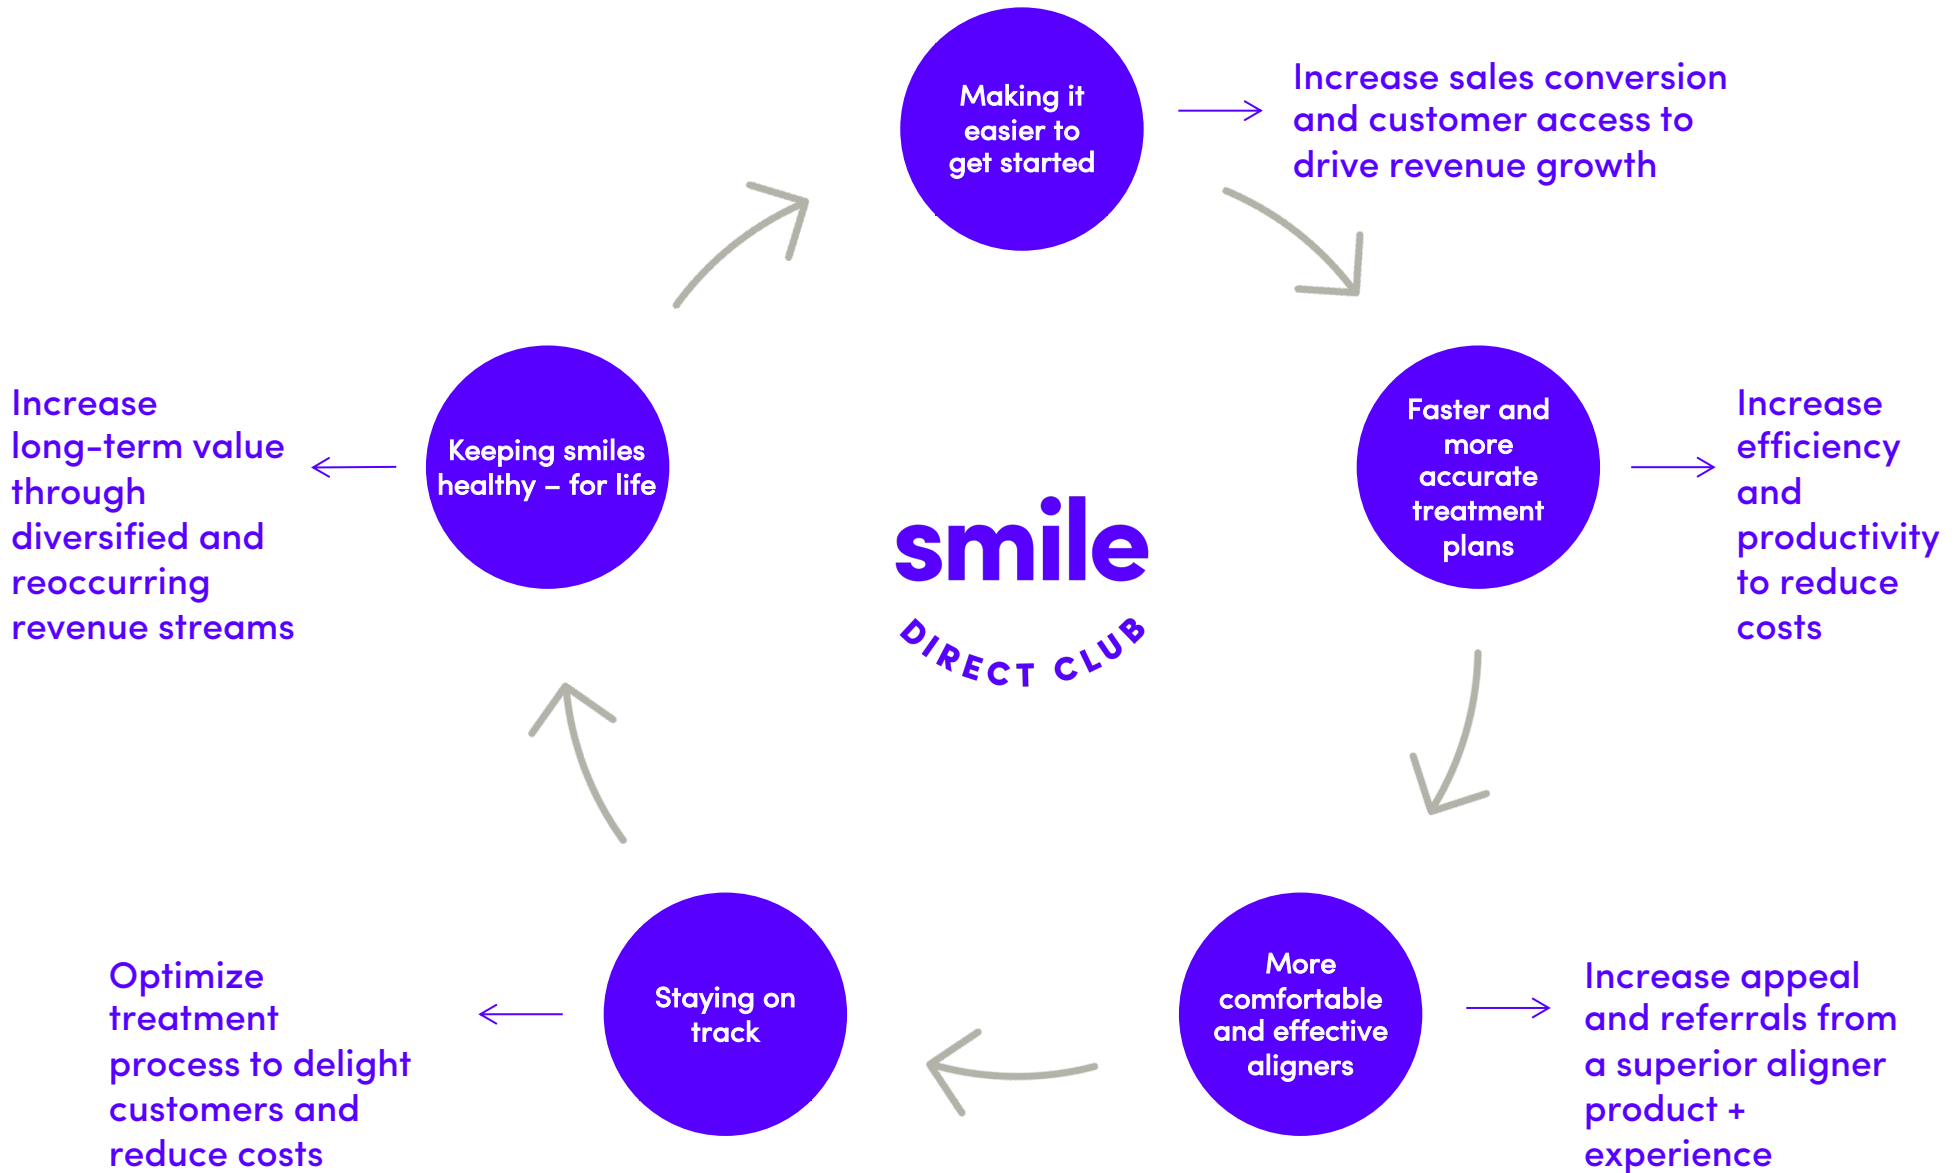 Making it
easier to
get started
Increase sales conversion
and customer access to
drive revenue growth
Faster and
more
accurate
treatment
plans
Increase
efficiency
and
productivity
to reduce
costs
More
comfortable
and effective
aligners
Increase appeal
and referrals from
a superior aligner
product +
experience
Staying on
track
Optimize
treatment
process to delight
customers and
reduce costs
Keeping smiles
healthy – for life
Increase
long-term value
through
diversified and
reoccurring
revenue streams
smile
DIRECT CLUB